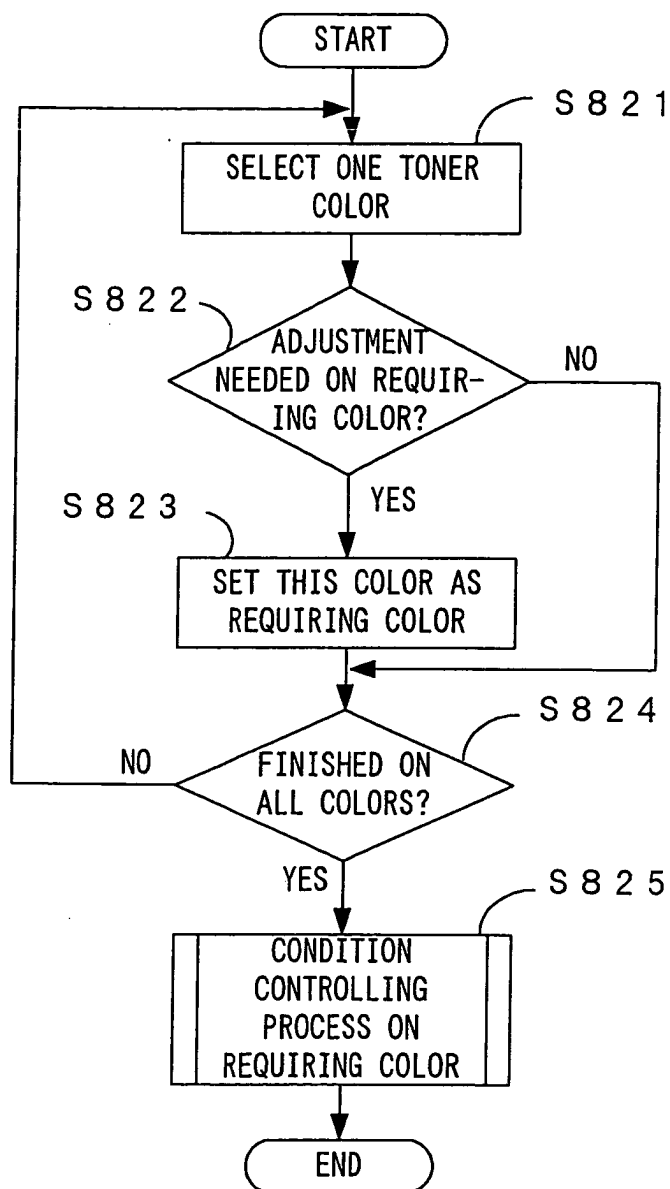 START
S821
SELECT ONE TONER
COLOR
S822
ADJUSTMENT
NEEDED ON REQUIR-
ING COLOR?
NO
YES
S823
SET THIS COLOR AS
REQUIRING COLOR
S824
NO
FINISHED ON
ALL COLORS?
YES
S825
CONDITION
CONTROLLING
PROCESS ON
REQUIRING COLOR
END